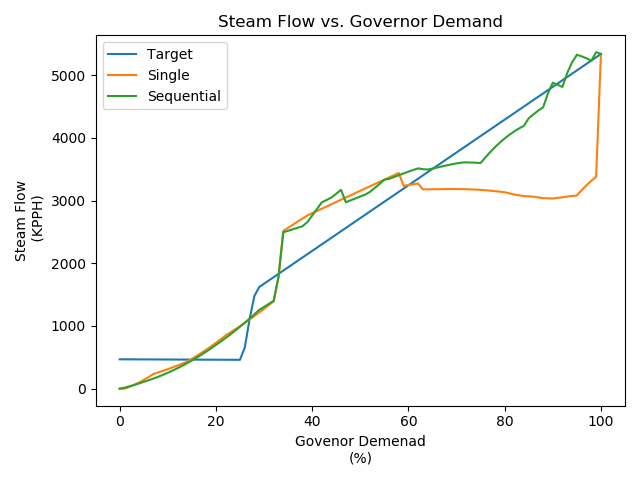 Steam Flow vs. Governor Demand
Target
Single
Sequential
Steam Flow
(KPPH)
5000
4000
3000
2000
1000
0
0 20 40 60 80 100
Govenor Demenad
(%)